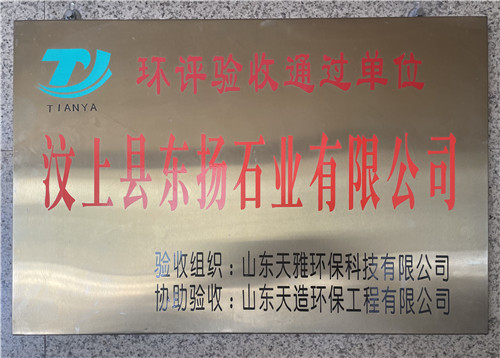 环评验收通过单位
TIANYA
汶上县东扬石业有限公司
验收组织：山东天雅环保科技有限公司
协助验收：山东天造环保工程有限公司